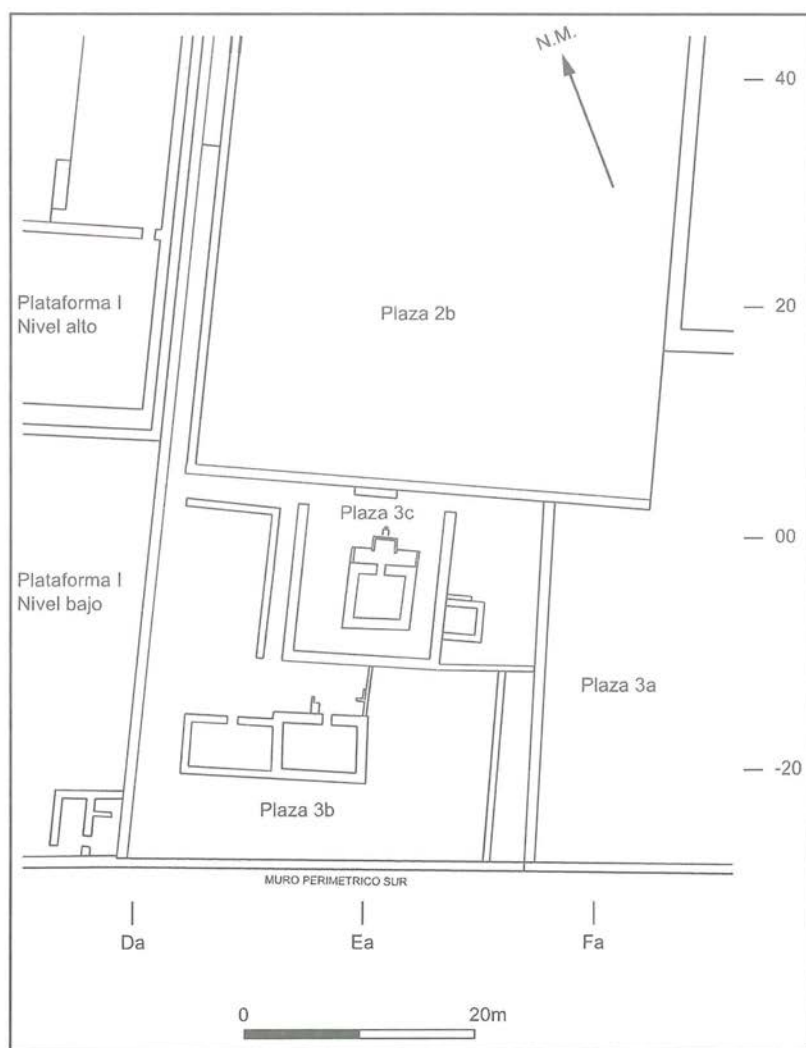 N.M.
40
Plataforma I
Nivel alto
20
Plaza 2b
Plaza 3c
00
Plataforma I
Nivel bajo
Plaza 3a
-20
Plaza 3b
MURO PERIMETRICO SUR
Da
Ea
Fa
0
20m